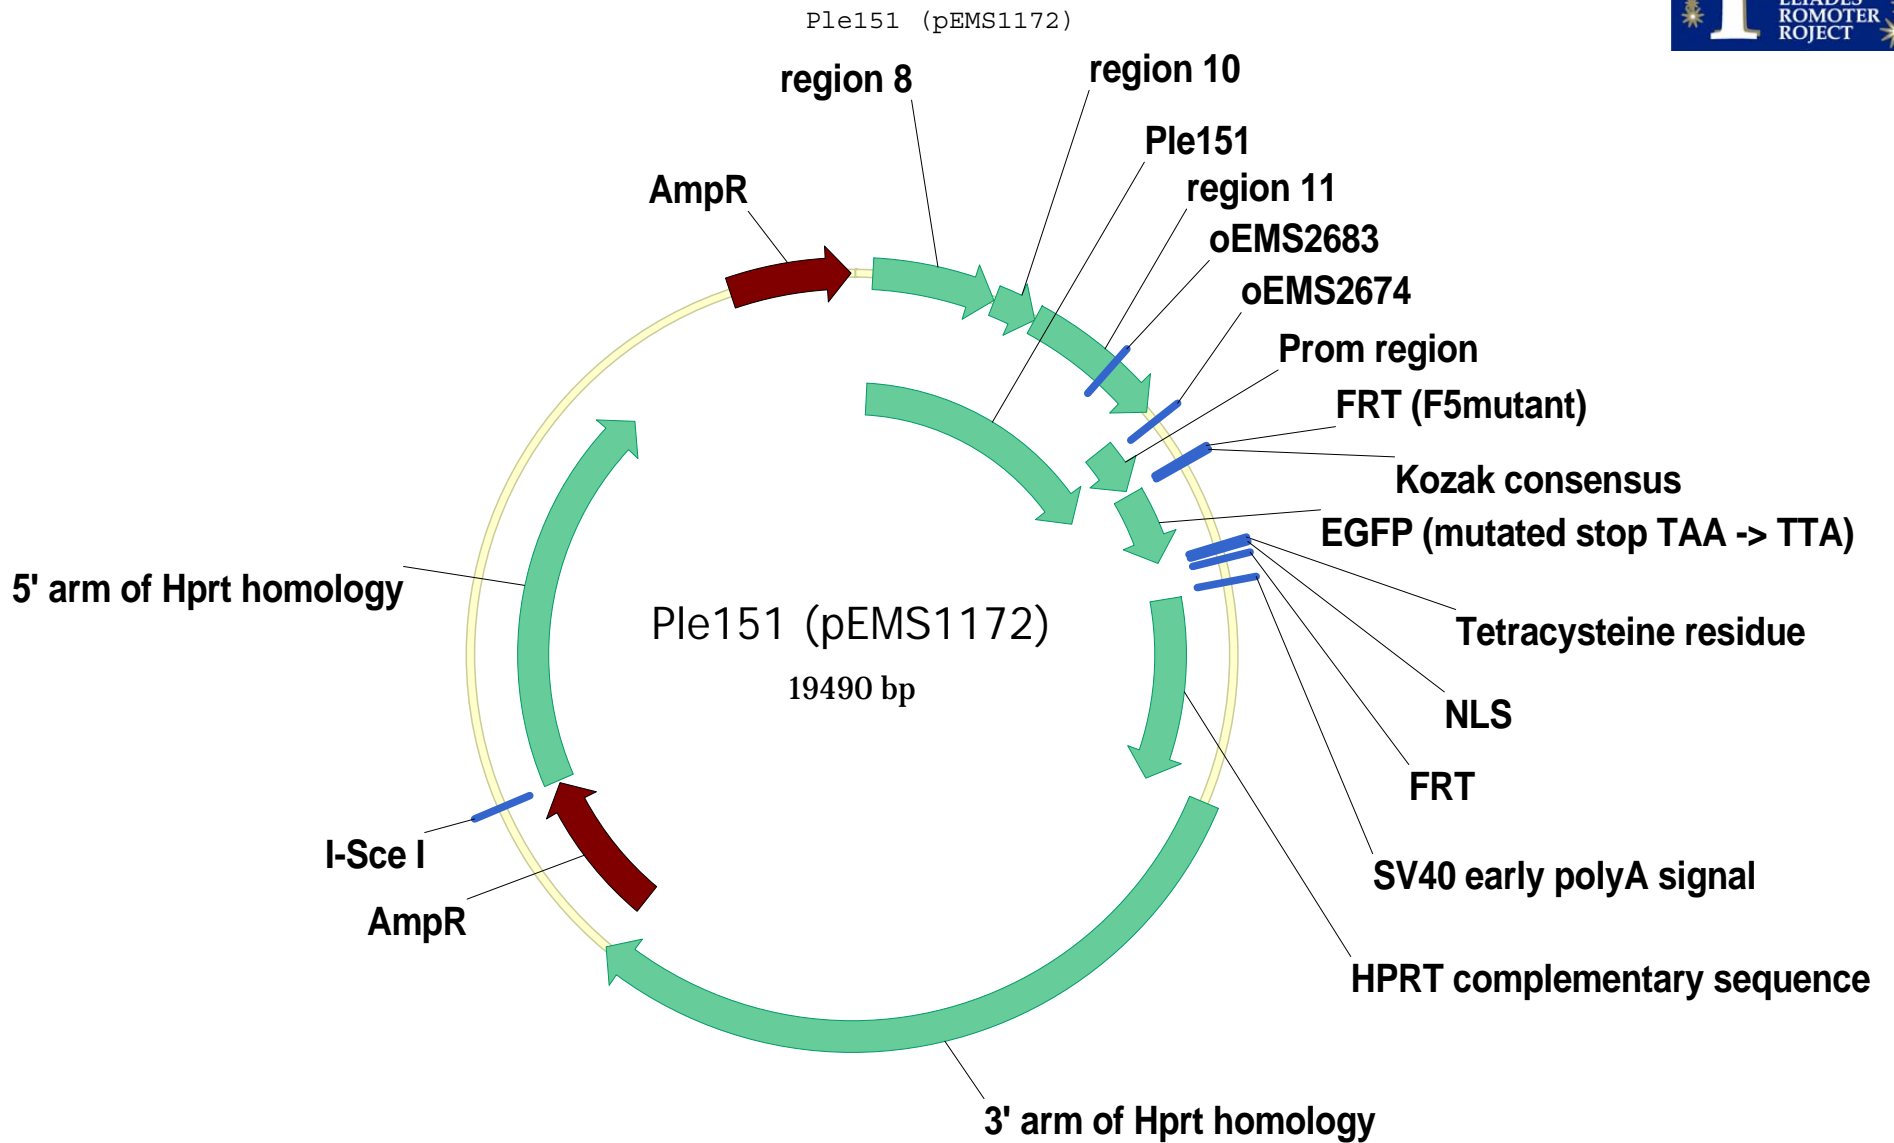 Ple151 (pEMS1172)
ROMOTER
ROJECT
region 8
region 10
Ple151
region 11
AmpR
oEMS2683
oEMS2674
Prom region
FRT (F5mutant)
Kozak consensus
EGFP (mutated stop TAA -> TTA)
5' arm of Hprt homology
Ple151 (pEMS1172)
19490 bp
Tetracysteine residue
NLS
FRT
I-Sce I
AmpR
SV40 early polyA signal
HPRT complementary sequence
3' arm of Hprt homology